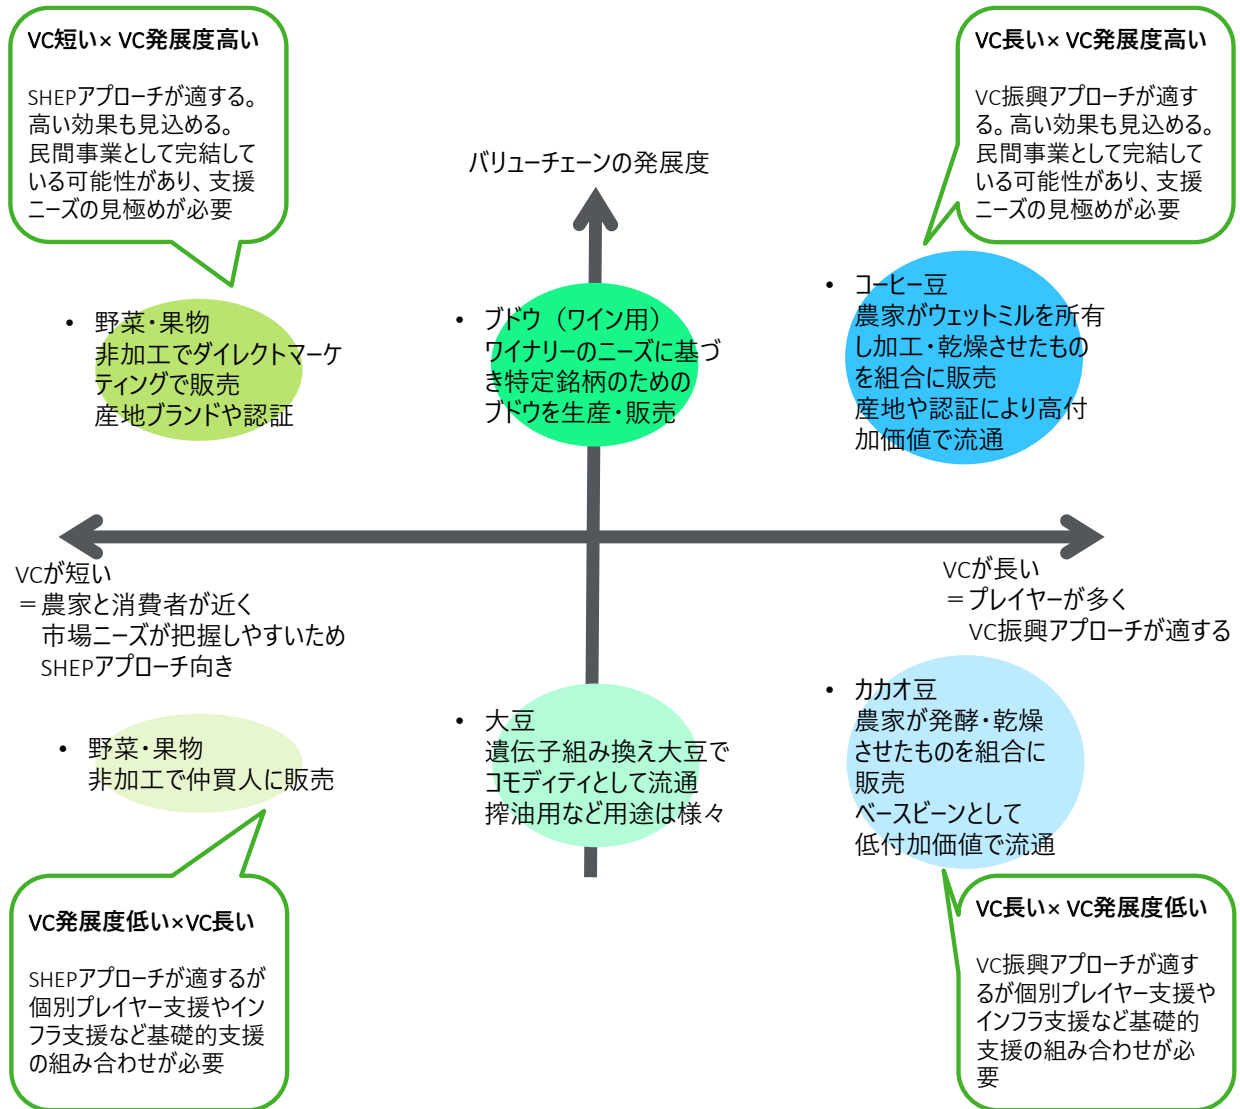 VC短い× VC発展度高い
SHEPアプローチが適する。
高い効果も見込める。
民間事業として完結して
いる可能性があり、支援
ニーズの見極めが必要
VC長い× VC発展度高い
VC振興アプローチが適す
る。高い効果も見込める。
民間事業として完結して
いる可能性があり、支援
ニーズの見極めが必要
バリューチェーンの発展度
• 野菜・果物
非加工でダイレクトマーケ
ティングで販売
産地ブランドや認証
• ブドウ（ワイン用）
ワイナリーのニーズに基づ
き特定銘柄のための
ブドウを生産・販売
• コーヒー豆
農家がウェットミルを所有
し加工・乾燥させたもの
を組合に販売
産地や認証により高付
加価値で流通
VCが短い
＝農家と消費者が近く
市場ニーズが把握しやすいため
SHEPアプローチ向き
VCが長い
＝プレイヤーが多く
VC振興アプローチが適する
• 野菜・果物
非加工で仲買人に販売
• 大豆
遺伝子組み換え大豆で
コモディティとして流通
搾油用など用途は様々
• カカオ豆
農家が発酵・乾燥
させたものを組合に
販売
ベースビーンとして
低付加価値で流通
VC発展度低い×VC長い
SHEPアプローチが適するが
個別プレイヤー支援やイン
フラ支援など基礎的支援
の組み合わせが必要
VC長い× VC発展度低い
VC振興アプローチが適す
るが個別プレイヤー支援や
インフラ支援など基礎的
支援の組み合わせが必
要